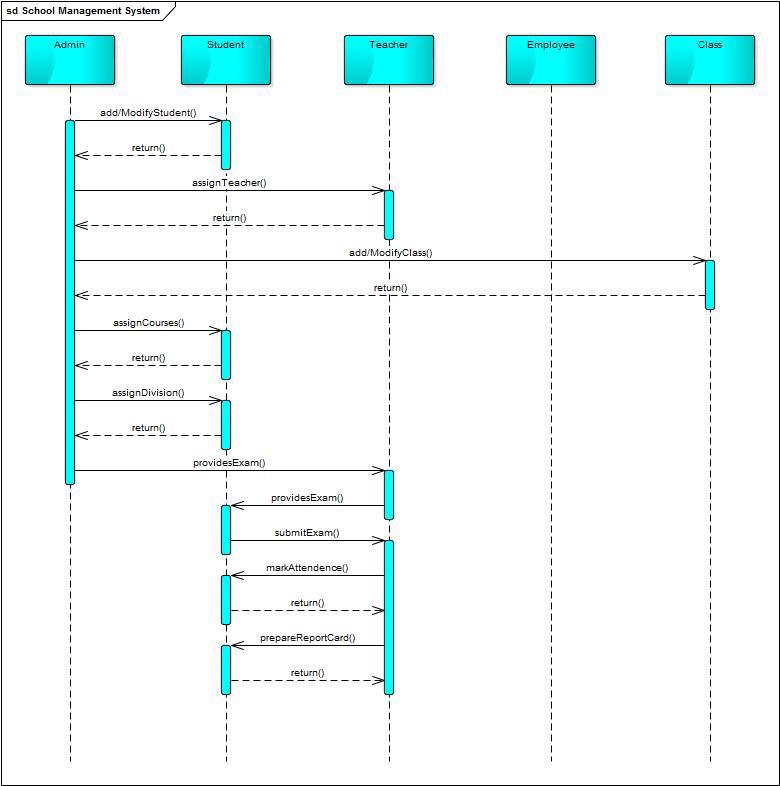 sd School Management System
Admin
Student
Teacher
Employee
Class
add/ModifyStudent()
return()
assignTeacher()
return()
add/ModifyClass()
return()
assignCourses()
return()
assignDivision()
return()
providesExam()
providesExam()
submitExam()
markAttendence()
return()
prepareReportCard()
return()